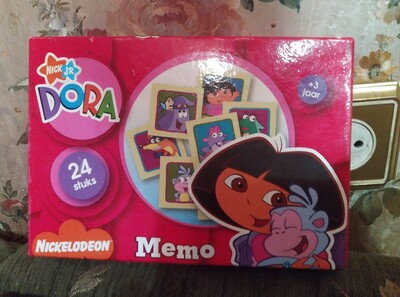 NICK JR
DORA
+3
jaar
24
stuks
NICKELODEON
Memo